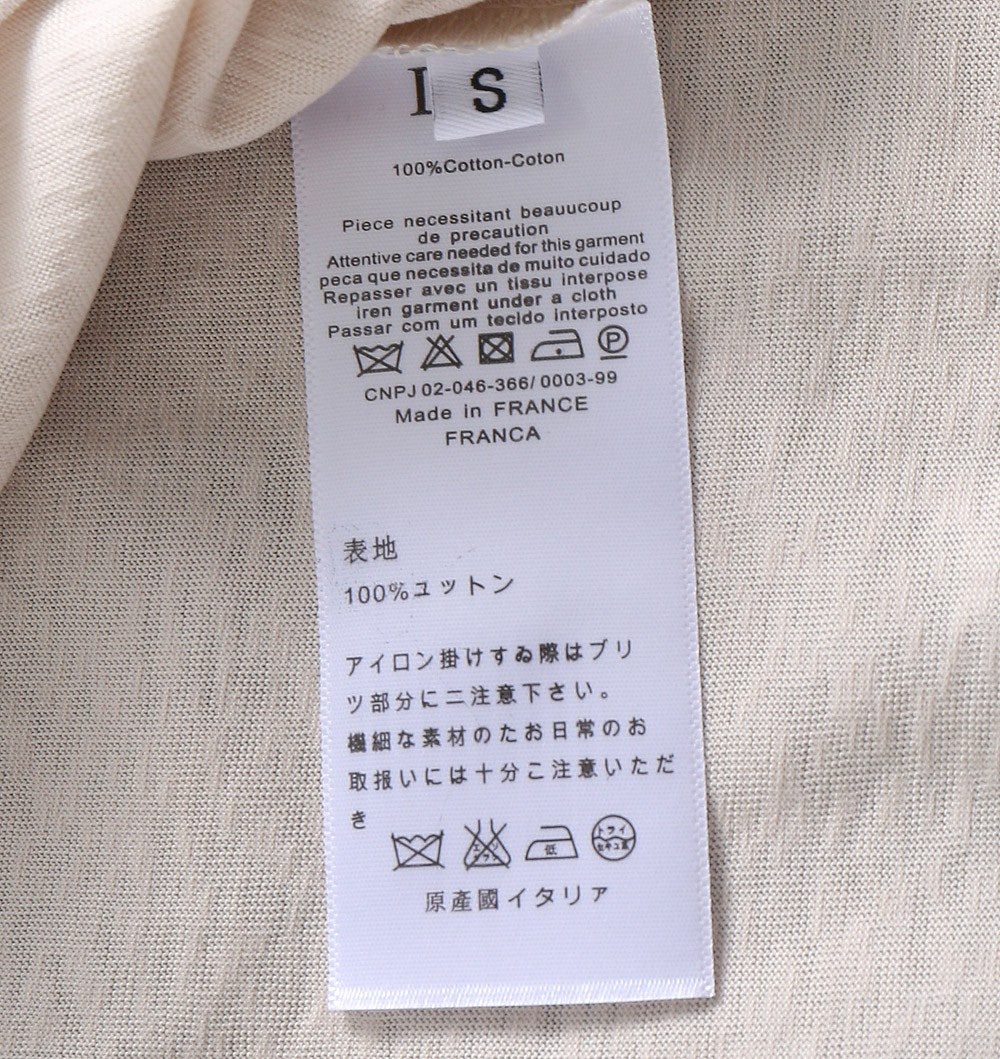 I S
100%Cotton-Coton
Piece necessitant beauucoup
de precaution
Attentive care needed for this garment
peca que necessita de muito cuidado
Repasser avec un tissu interpose
iren garment under a cloth
Passar com um tecido interposto
P
CNPJ 02-046-366/ 0003-99
Made in FRANCE
FRANCA
表地
100%ユットン
アイロン掛けすゐ際はブリ
ツ部分に二注意下さい。
機細な素材のたお日常のお
取报いには十分こ注意いただ
き
低 ドライ
原產國イタリア